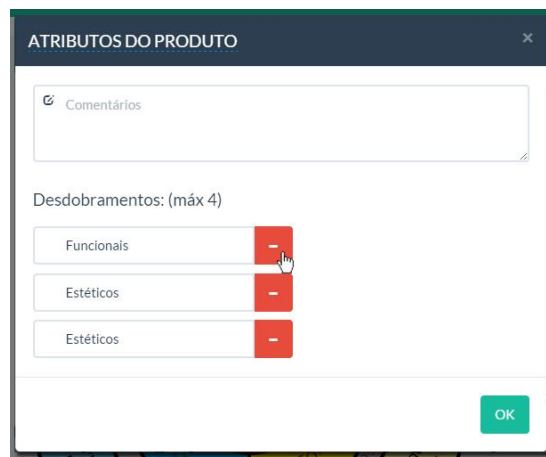 ATRIBUTOS DO PRODUTO
Comentários
Desdobramentos: (máx 4)
Funcionais
Estéticos
Estéticos
OK